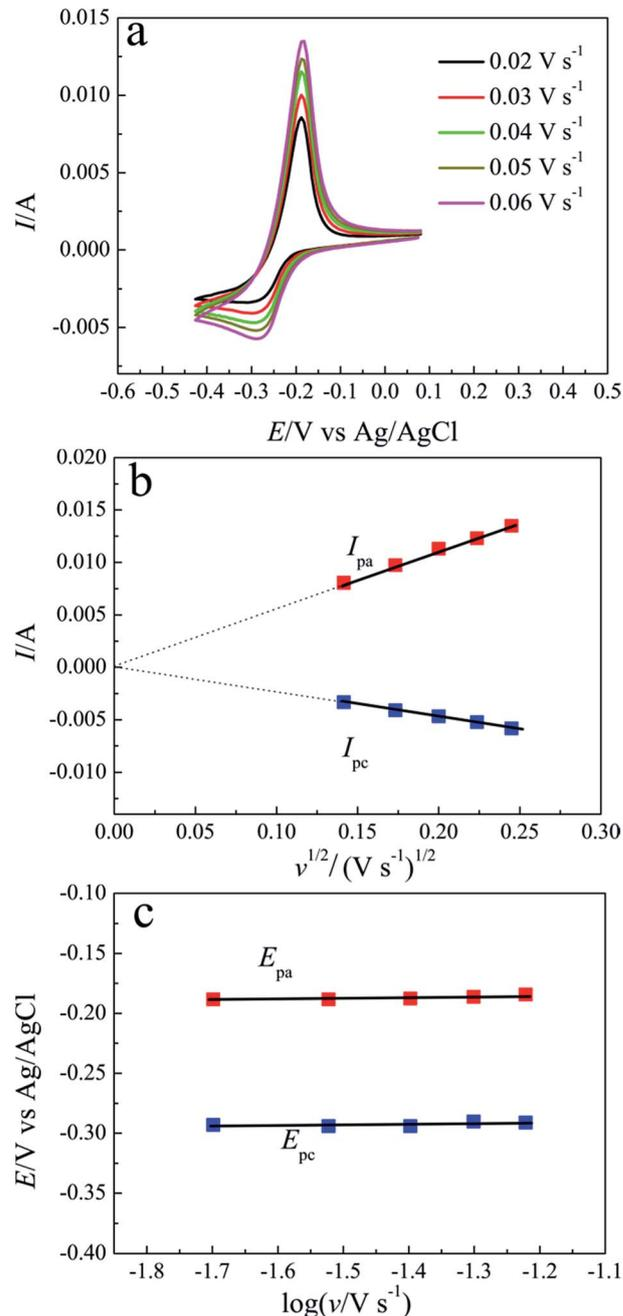 a
0.015
0.010
0.005
0.000
-0.005
I/A
0.02 V s⁻¹
0.03 V s⁻¹
0.04 V s⁻¹
0.05 V s⁻¹
0.06 V s⁻¹
-0.6 -0.5 -0.4 -0.3 -0.2 -0.1 0.0 0.1 0.2 0.3 0.4 0.5
E/V vs Ag/AgCl
b
0.020
0.015
0.010
0.005
0.000
-0.005
-0.010
I/A
Ipa
Ipc
0.00 0.05 0.10 0.15 0.20 0.25 0.30
v¹/²/(V s⁻¹)¹/²
c
-0.10
-0.15
-0.20
-0.25
-0.30
-0.35
-0.40
E/V vs Ag/AgCl
Epa
Epc
-1.8 -1.7 -1.6 -1.5 -1.4 -1.3 -1.2 -1.1
log(v/V s⁻¹)